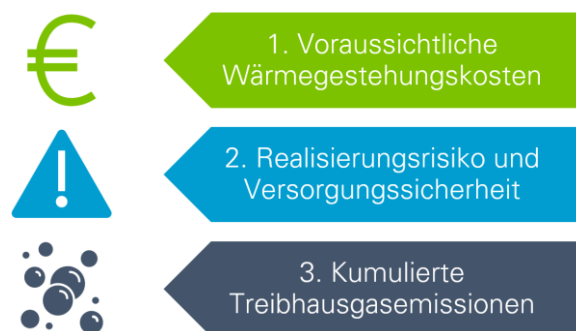 €
1. Voraussichtliche
Wärmegestehungskosten
!
2. Realisierungsrisiko und
Versorgungssicherheit
3. Kumulierte
Treibhausgasemissionen